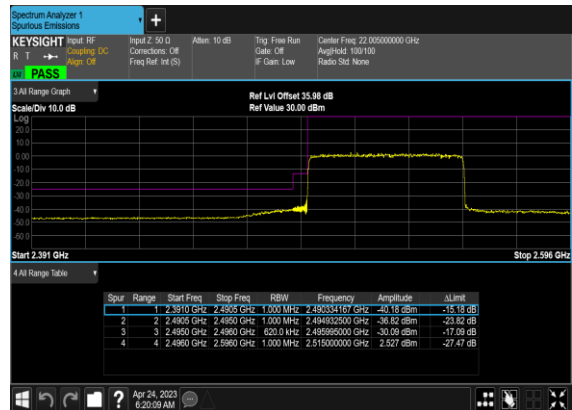 Spectrum Analyzer 1
Spurious Emissions
+
KEYSIGHT Input: RF Input Z: 50 Ω Atten: 10 dB Trig: Free Run Center Freq: 22.005000000 GHz
R T Coupling: DC Corrections: Off Gate: Off Avg|Hold: 100/100
Align: Off Freq Ref: Int (S) IF Gain: Low Radio Std: None
PASS
3 All Range Graph
Ref Lvl Offset 35.98 dB
Scale/Div 10.0 dB Ref Value 30.00 dBm
Log
20.0
10.0
0.00
-10.0
-20.0
-30.0
-40.0
-50.0
-60.0
Start 2.391 GHz Stop 2.596 GHz
4 All Range Table
Spur Range Start Freq Stop Freq RBW Frequency Amplitude ΔLimit
1 1 2.3910 GHz 2.4905 GHz 1.000 MHz 2.490334167 GHz -40.18 dBm -15.18 dB
2 2 2.4905 GHz 2.4950 GHz 1.000 MHz 2.494932500 GHz -36.82 dBm -23.82 dB
3 3 2.4950 GHz 2.4960 GHz 620.0 kHz 2.495995000 GHz -30.09 dBm -17.09 dB
4 4 2.4960 GHz 2.5960 GHz 1.000 MHz 2.515000000 GHz 2.527 dBm -27.47 dB
? Apr 24, 2023
6:20:09 AM